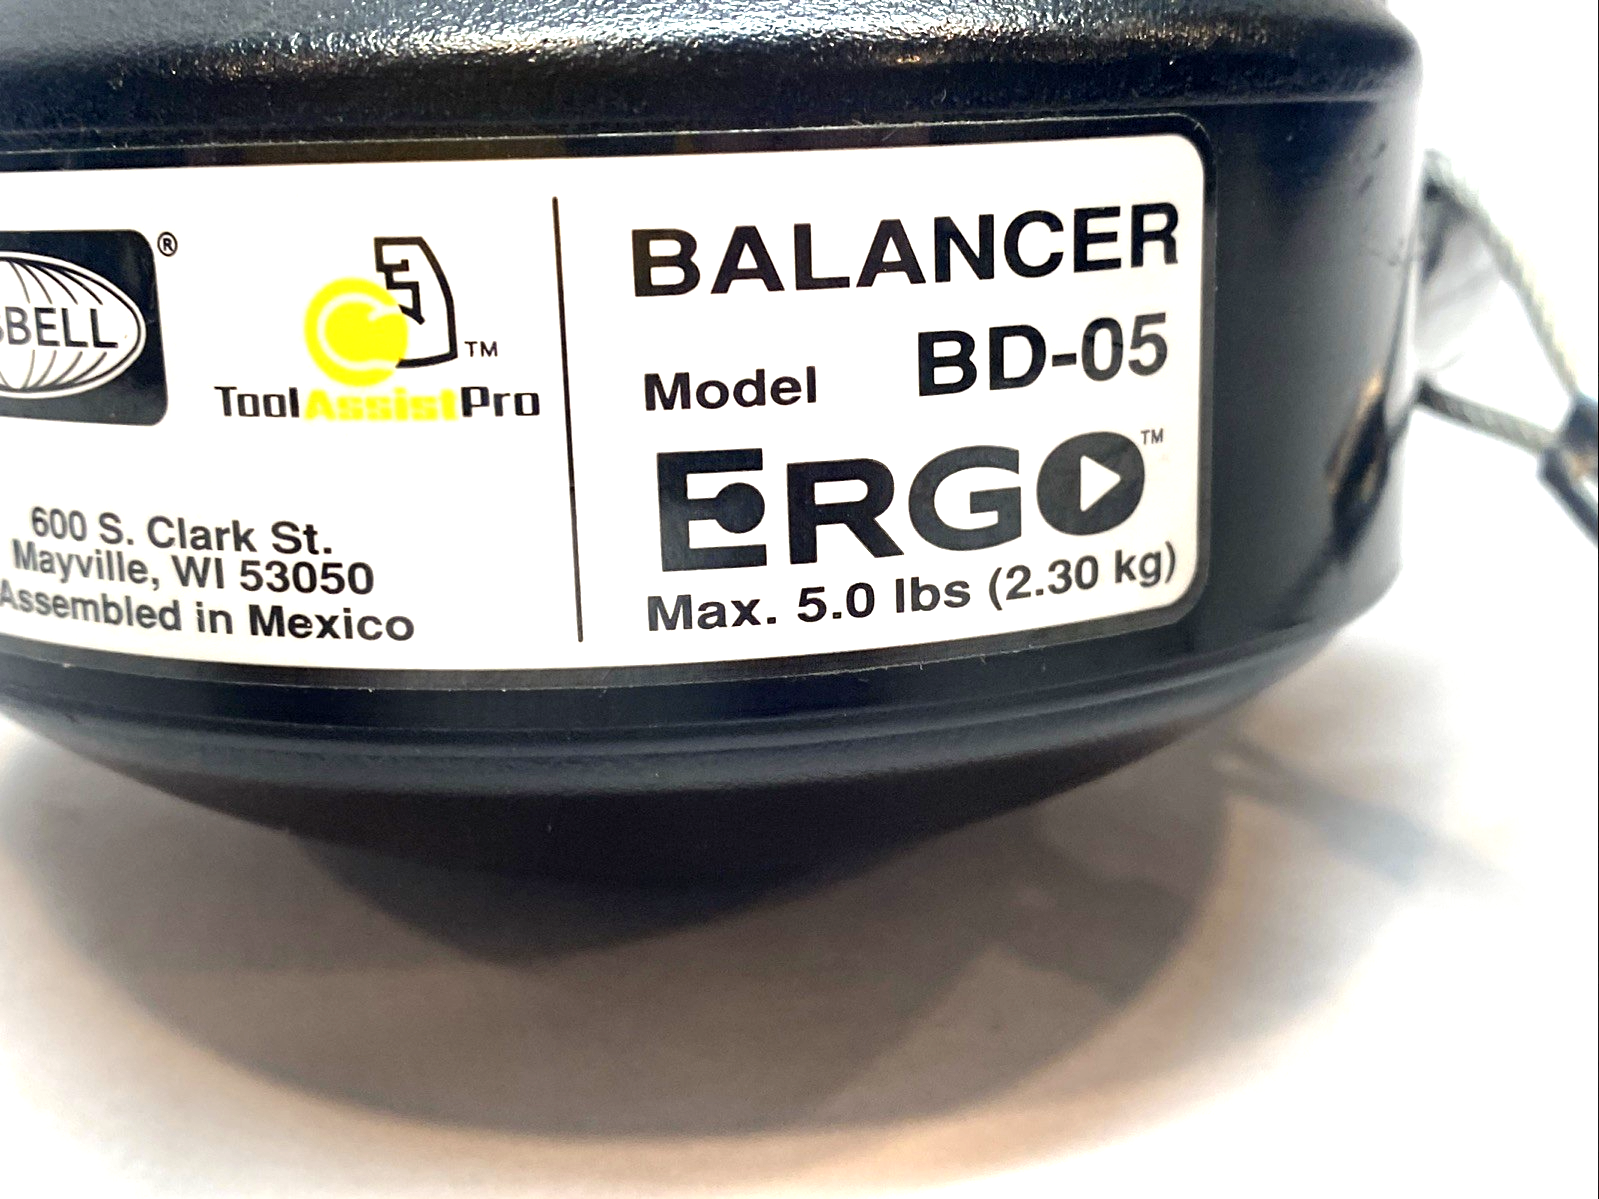 BBELL ®
ToolAssistPro ™
600 S. Clark St.
Mayville, WI 53050
Assembled in Mexico
BALANCER
Model BD-05
ERGO ™
Max. 5.0 lbs (2.30 kg)